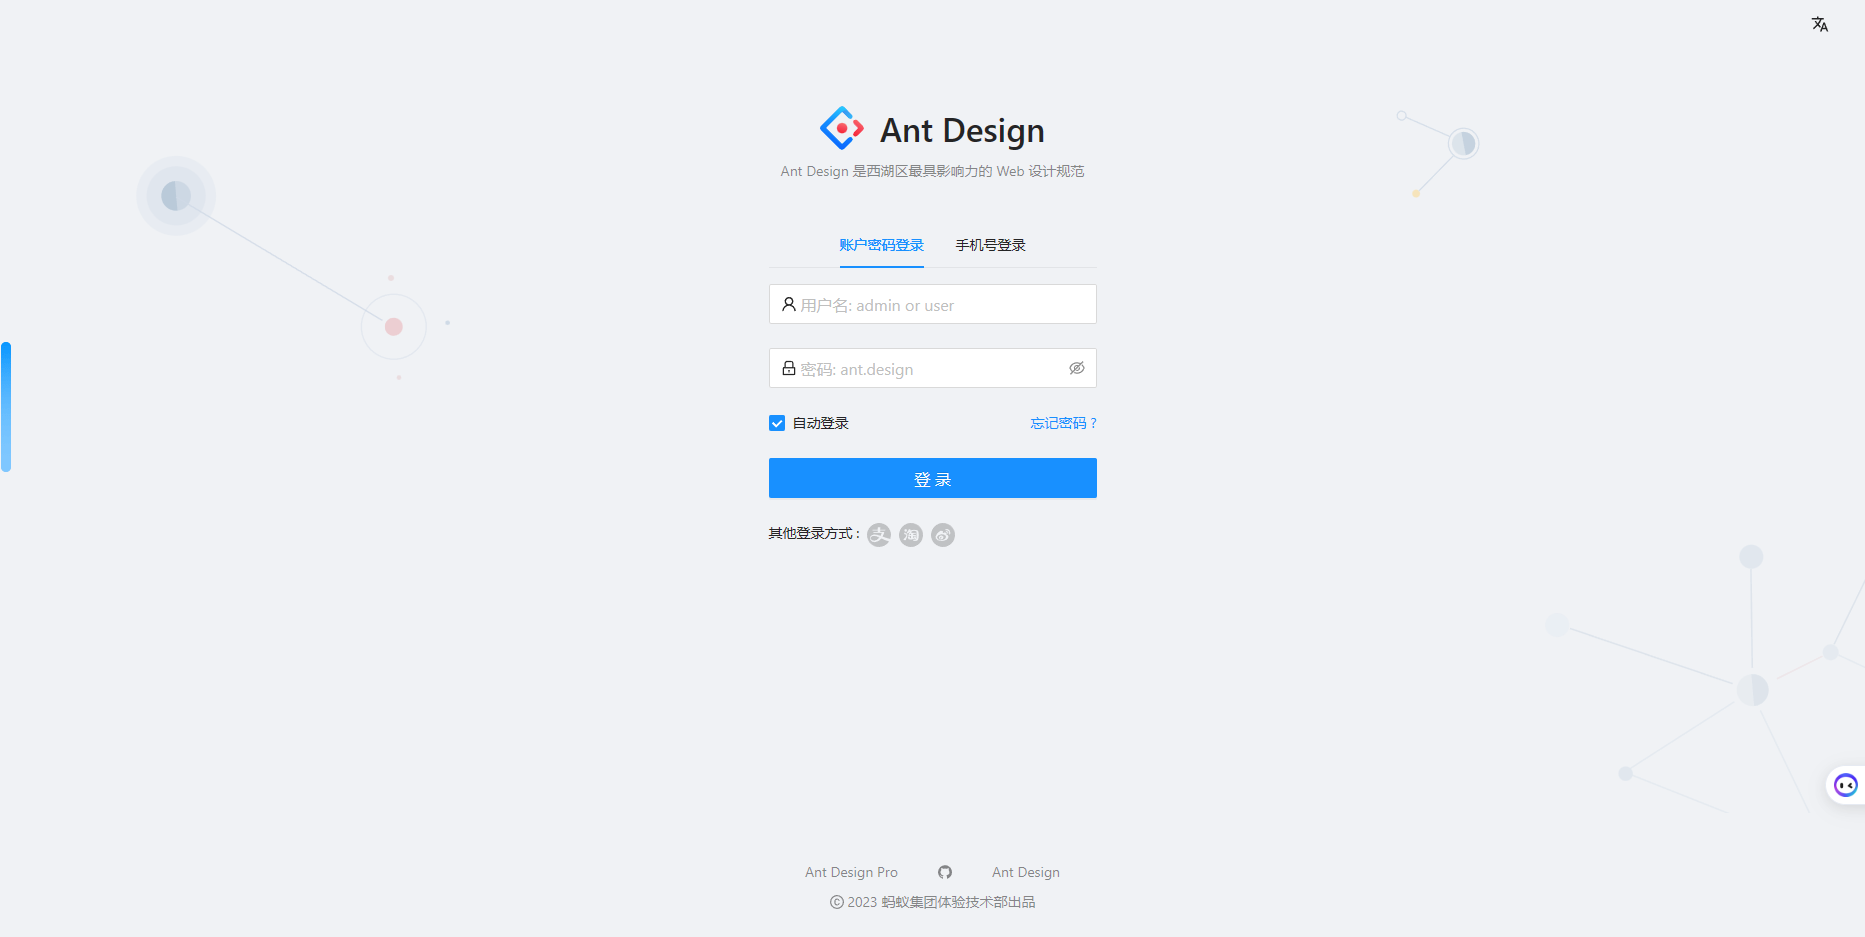 Ant Design
Ant Design 是西湖区最具影响力的 Web 设计规范
账户密码登录 手机号登录
用户名: admin or user
密码: ant.design
自动登录 忘记密码 ?
登 录
其他登录方式 : 支 淘
Ant Design Pro Ant Design
© 2023 蚂蚁集团体验技术部出品